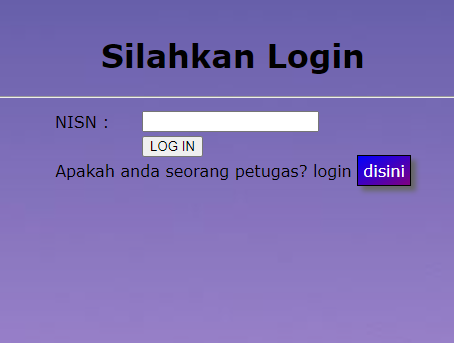 Silahkan Login
NISN :
LOG IN
Apakah anda seorang petugas? login disini